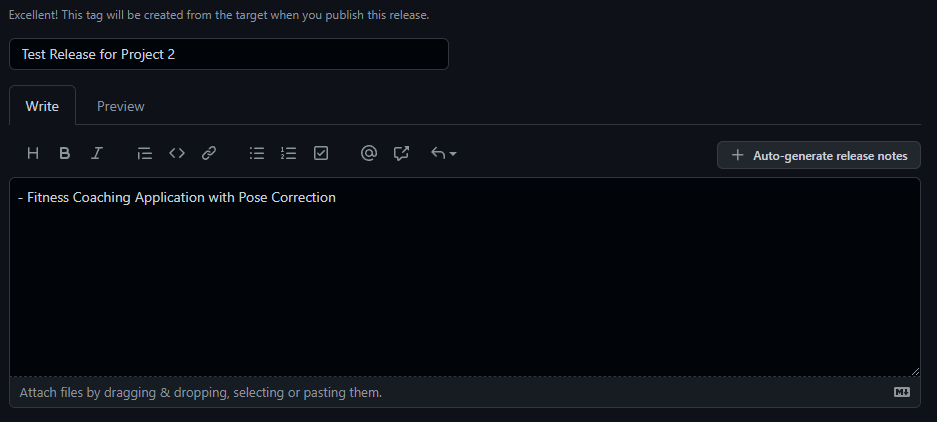 Excellent! This tag will be created from the target when you publish this release.
Test Release for Project 2
Write Preview
H B I
Auto-generate release notes
- Fitness Coaching Application with Pose Correction
Attach files by dragging & dropping, selecting or pasting them.